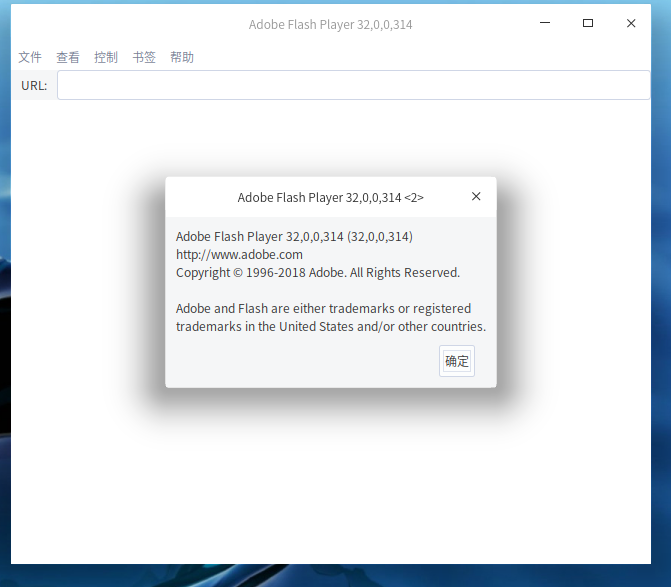 Adobe Flash Player 32,0,0,314
文件 查看 控制 书签 帮助
URL:
Adobe Flash Player 32,0,0,314 <2>
Adobe Flash Player 32,0,0,314 (32,0,0,314)
http://www.adobe.com
Copyright © 1996-2018 Adobe. All Rights Reserved.
Adobe and Flash are either trademarks or registered
trademarks in the United States and/or other countries.
确定